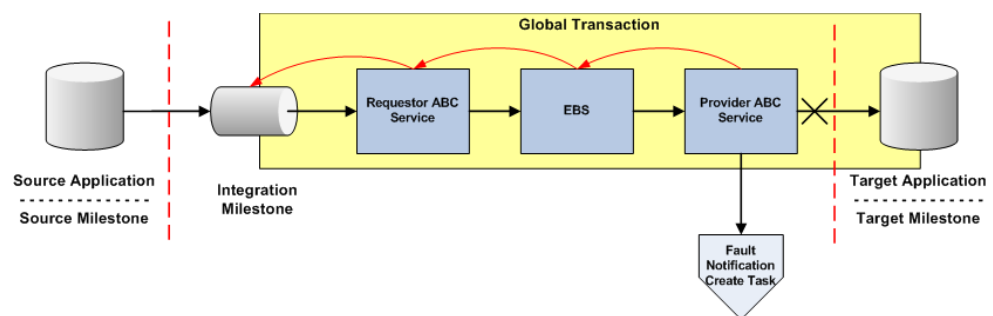 Global Transaction
Requestor ABC
Service
EBS
Provider ABC
Service
Source Application
Source Milestone
Integration
Milestone
Target Application
Target Milestone
Fault
Notification
Create Task